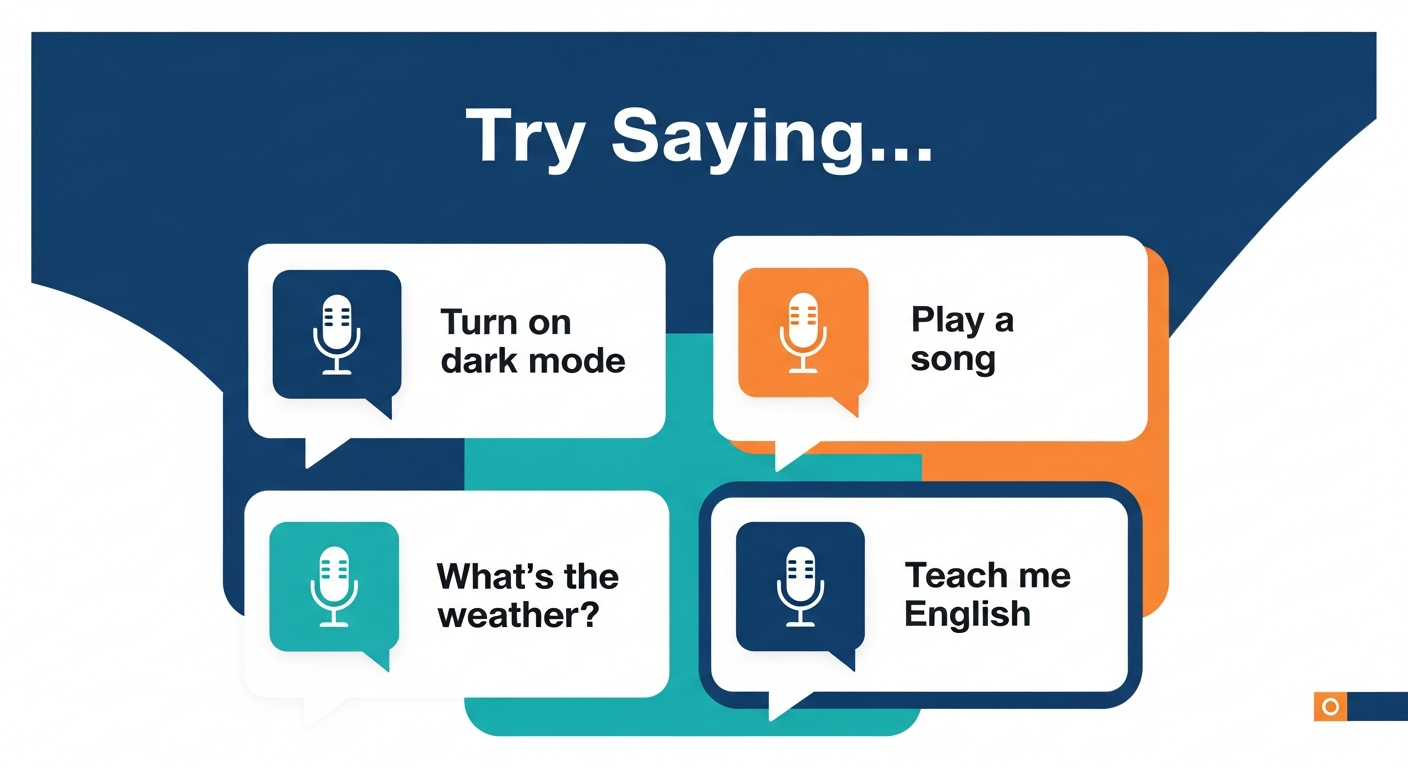 Try Saying...
Turn on
dark mode
Play a
song
What’s the
weather?
Teach me
English